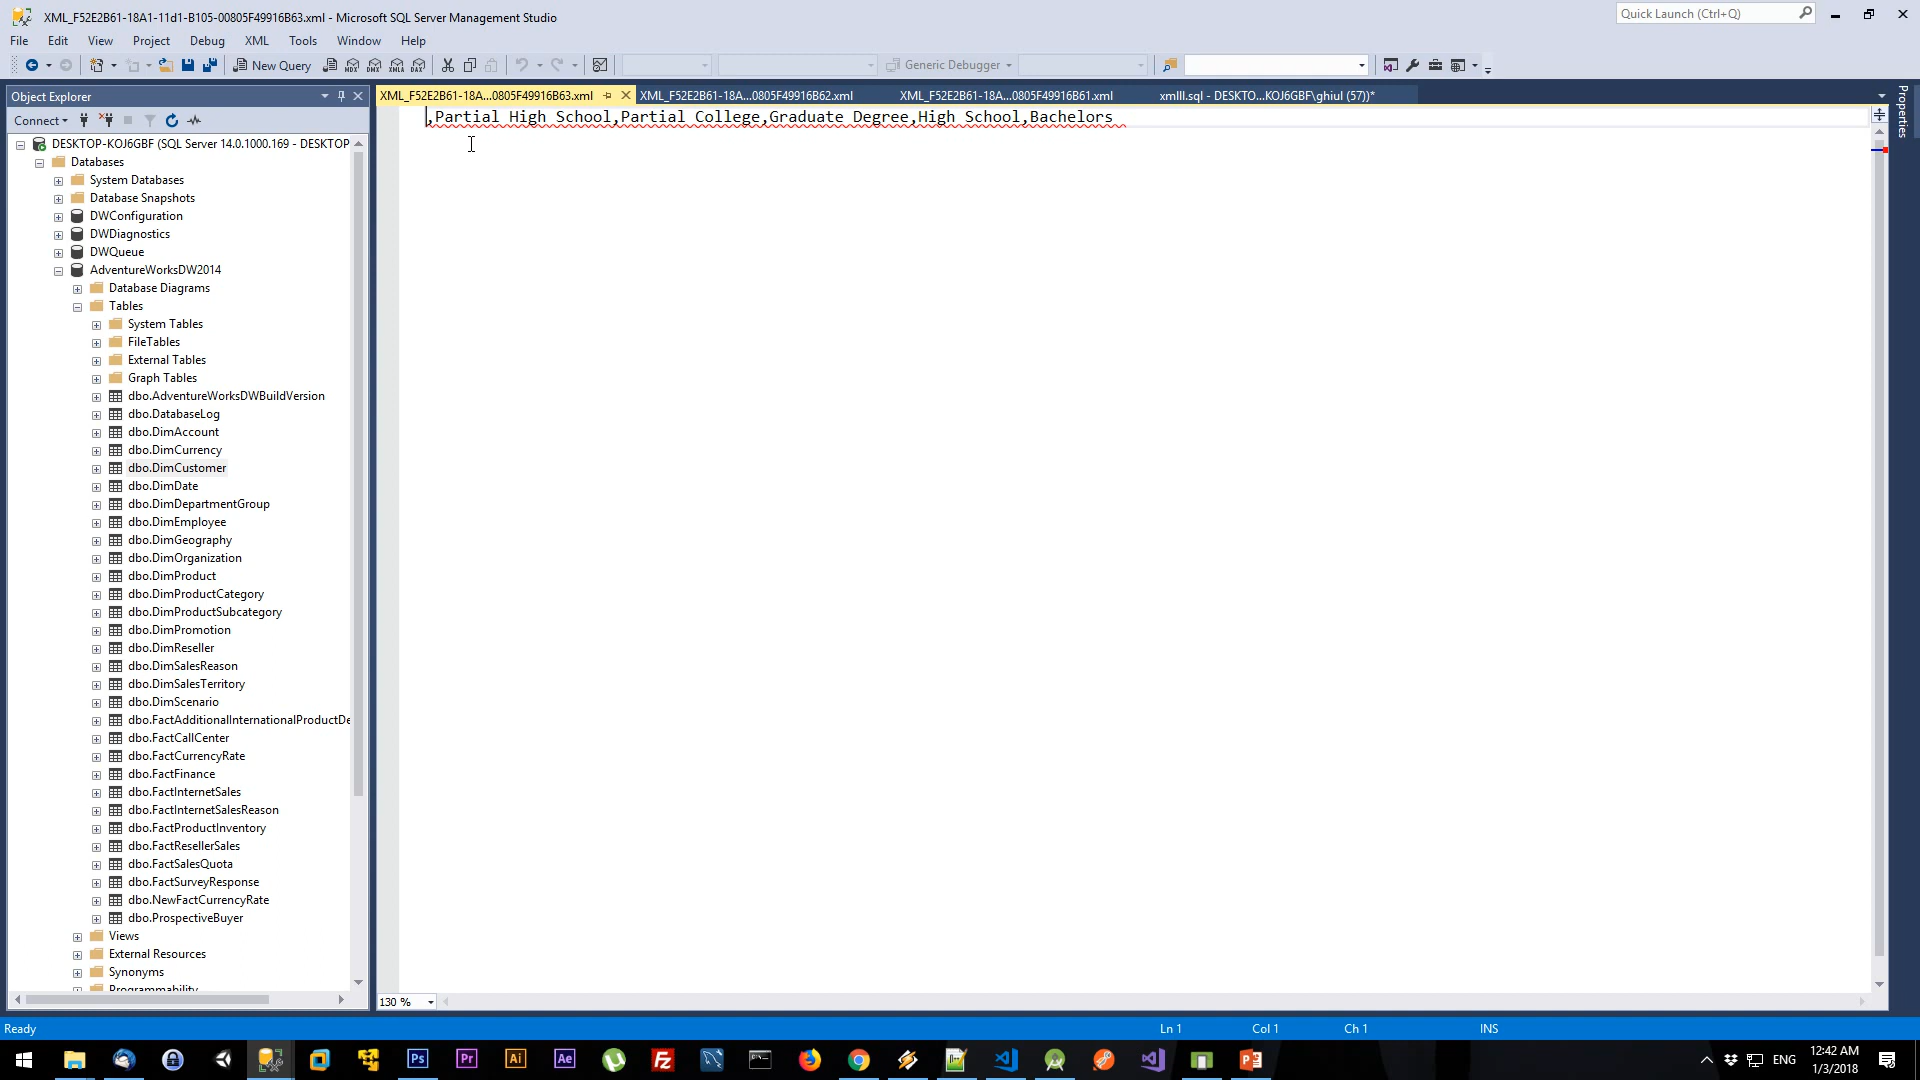 XML_F52E2B61-18A1-11d1-B105-00805F49916B63.xml - Microsoft SQL Server Management Studio
Quick Launch (Ctrl+Q)
File Edit View Project Debug XML Tools Window Help
New Query
Generic Debugger
Object Explorer
XML_F52E2B61-18A...0805F49916B63.xml
XML_F52E2B61-18A...0805F49916B62.xml
XML_F52E2B61-18A...0805F49916B61.xml
xmlll.sql - DESKTO...KOJ6GBF\ghiul (57))*
Properties
Connect
,Partial High School,Partial College,Graduate Degree,High School,Bachelors
DESKTOP-KOJ6GBF (SQL Server 14.0.1000.169 - DESKTOP
Databases
System Databases
Database Snapshots
DWConfiguration
DWDiagnostics
DWQueue
AdventureWorksDW2014
Database Diagrams
Tables
System Tables
FileTables
External Tables
Graph Tables
dbo.AdventureWorksDWBuildVersion
dbo.DatabaseLog
dbo.DimAccount
dbo.DimCurrency
dbo.DimCustomer
dbo.DimDate
dbo.DimDepartmentGroup
dbo.DimEmployee
dbo.DimGeography
dbo.DimOrganization
dbo.DimProduct
dbo.DimProductCategory
dbo.DimProductSubcategory
dbo.DimPromotion
dbo.DimReseller
dbo.DimSalesReason
dbo.DimSalesTerritory
dbo.DimScenario
dbo.FactAdditionalInternationalProductDe
dbo.FactCallCenter
dbo.FactCurrencyRate
dbo.FactFinance
dbo.FactInternetSales
dbo.FactInternetSalesReason
dbo.FactProductInventory
dbo.FactResellerSales
dbo.FactSalesQuota
dbo.FactSurveyResponse
dbo.NewFactCurrencyRate
dbo.ProspectiveBuyer
Views
External Resources
Synonyms
Programmability
130 %
Ready
Ln 1 Col 1 Ch 1 INS
Ps Pr Ai Ae
ENG
12:42 AM
1/3/2018